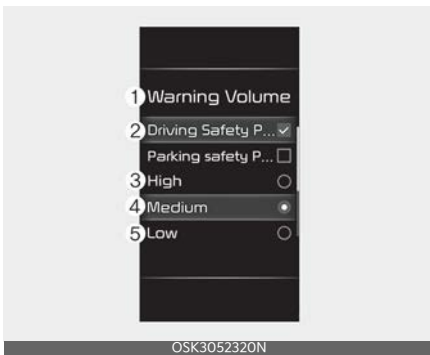 1 Warning Volume
2 Driving Safety P...
Parking safety P...
3 High
4 Medium
5 Low
OSK3052320N